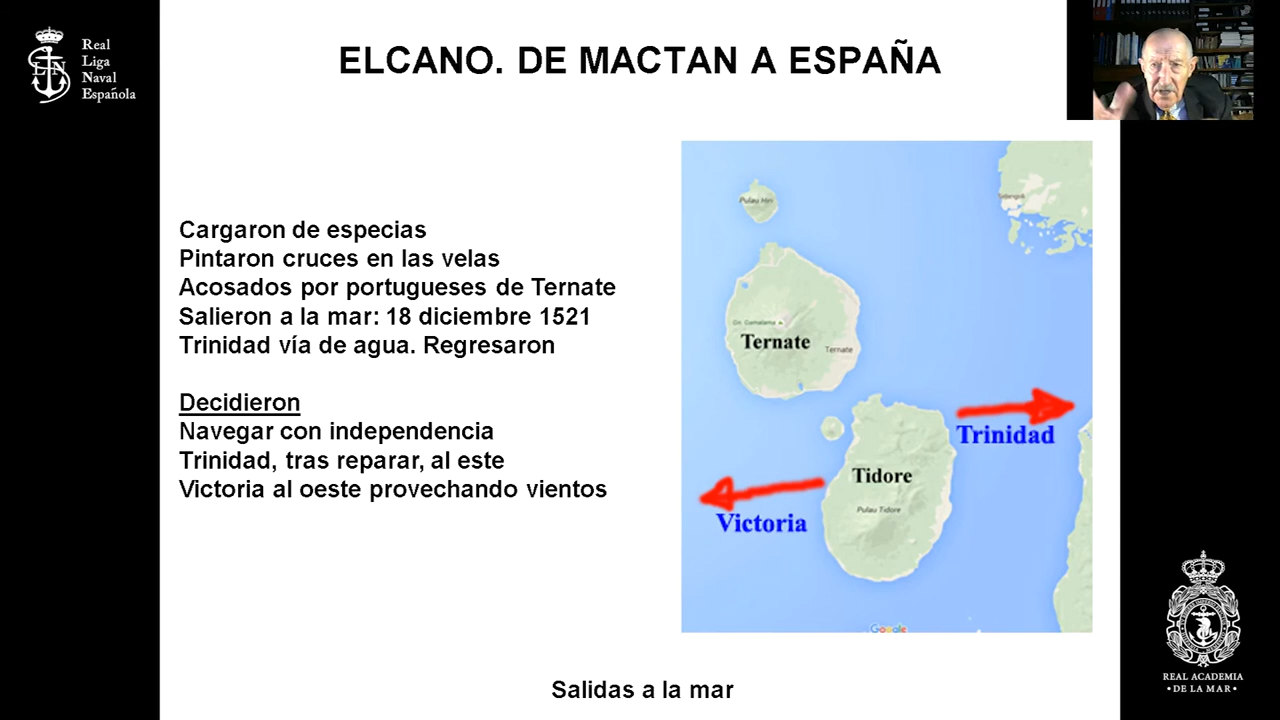 Real
Liga
Naval
Española
ELCANO. DE MACTAN A ESPAÑA
Cargaron de especias
Pintaron cruces en las velas
Acosados por portugueses de Ternate
Salieron a la mar: 18 diciembre 1521
Trinidad vía de agua. Regresaron
Decidieron
Navegar con independencia
Trinidad, tras reparar, al este
Victoria al oeste provechando vientos
Pulau Hiri
Gn. Gamalama
Ternate
Ternate
Trinidad
Tidore
Pulau Tidore
Victoria
Google
Salidas a la mar
REAL ACADEMIA
• DE LA MAR •